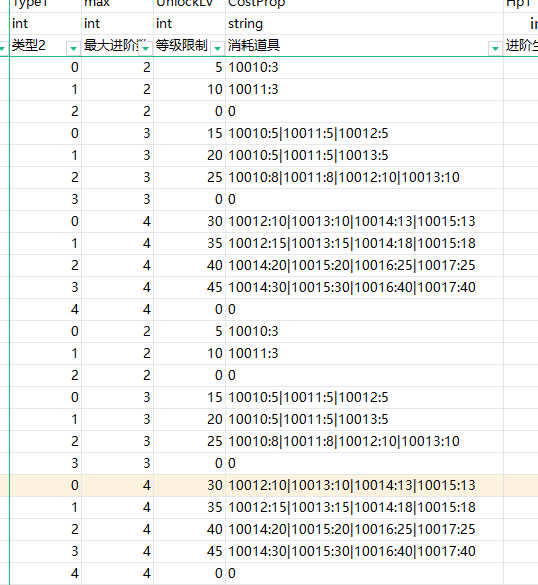 Type1 max UnlockLv CostProp Hp1
int int int string
类型2 最大进阶 等级限制 消耗道具
0 2 5 10010:3
1 2 10 10011:3
2 2 0 0
0 3 15 10010:5|10011:5|10012:5
1 3 20 10010:5|10011:5|10013:5
2 3 25 10010:8|10011:8|10012:10|10013:10
3 3 0 0
0 4 30 10012:10|10013:10|10014:13|10015:13
1 4 35 10012:15|10013:15|10014:18|10015:18
2 4 40 10014:20|10015:20|10016:25|10017:25
3 4 45 10014:30|10015:30|10016:40|10017:40
4 4 0 0
0 2 5 10010:3
1 2 10 10011:3
2 2 0 0
0 3 15 10010:5|10011:5|10012:5
1 3 20 10010:5|10011:5|10013:5
2 3 25 10010:8|10011:8|10012:10|10013:10
3 3 0 0
0 4 30 10012:10|10013:10|10014:13|10015:13
1 4 35 10012:15|10013:15|10014:18|10015:18
2 4 40 10014:20|10015:20|10016:25|10017:25
3 4 45 10014:30|10015:30|10016:40|10017:40
4 4 0 0